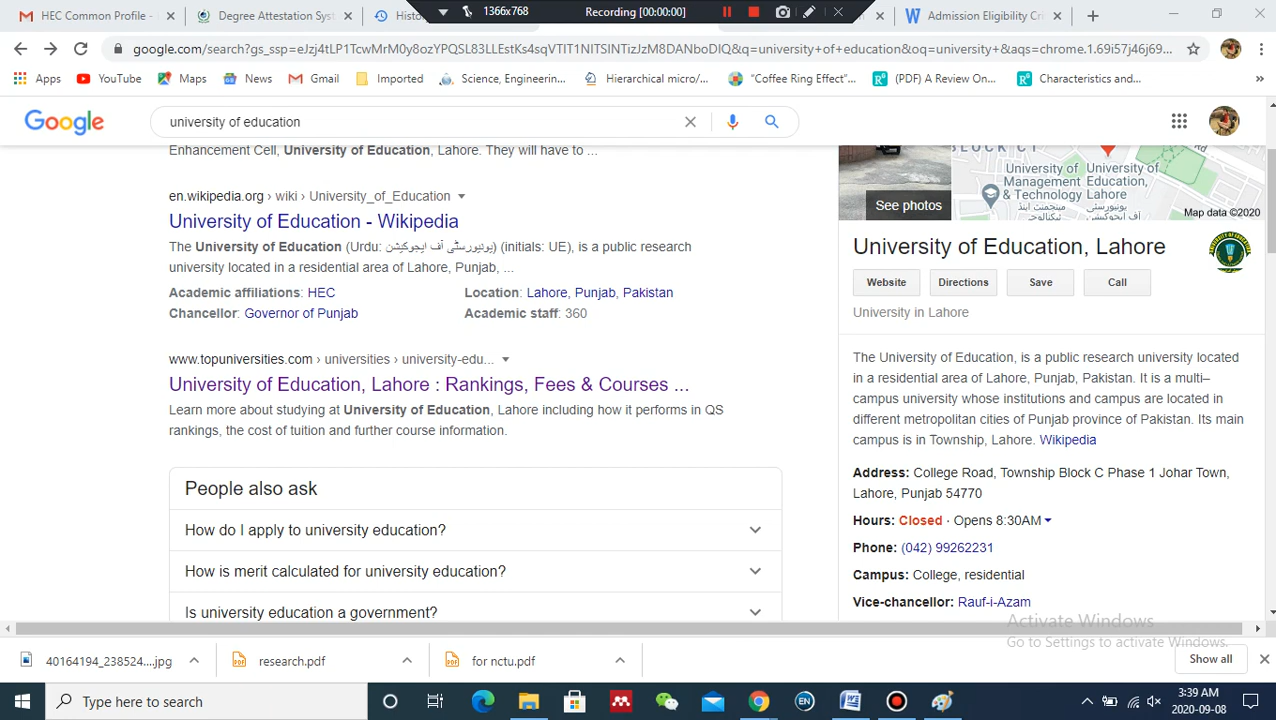 HEC Common Profile -
Degree Attestation Sys
Histo
1366x768
Recording [00:00:00]
Admission Eligibility Cri
google.com/search?gs_ssp=eJzj4tLP1TcwMrM0y8ozYPQSL83LLEstKs4sqVTIT1NITSINTizJzM8DANboDIQ&q=university+of+education&oq=university+&aqs=chrome.1.69i57j46j69...
Apps
YouTube
Maps
News
Gmail
Imported
Science, Engineerin...
Hierarchical micro/...
"Coffee Ring Effect"...
(PDF) A Review On...
Characteristics and...
»
Google
university of education
Enhancement Cell, University of Education, Lahore. They will have to ...
en.wikipedia.org › wiki › University_of_Education
University of Education - Wikipedia
The University of Education (Urdu: یونیورسٹی آف ایجوکیشن) (initials: UE), is a public research
university located in a residential area of Lahore, Punjab, ...
Academic affiliations: HEC
Location: Lahore, Punjab, Pakistan
Chancellor: Governor of Punjab
Academic staff: 360
www.topuniversities.com › universities › university-edu...
University of Education, Lahore : Rankings, Fees & Courses ...
Learn more about studying at University of Education, Lahore including how it performs in QS
rankings, the cost of tuition and further course information.
People also ask
How do I apply to university education?
How is merit calculated for university education?
Is university education a government?
See photos
BLOCK CT
University of
Management
& Technology
University of
Education,
Lahore
یونیورسٹی
آف ایجوکیشن
Map data ©2020
University of Education, Lahore
Website
Directions
Save
Call
University in Lahore
The University of Education, is a public research university located
in a residential area of Lahore, Punjab, Pakistan. It is a multi–
campus university whose institutions and campus are located in
different metropolitan cities of Punjab province of Pakistan. Its main
campus is in Township, Lahore. Wikipedia
Address: College Road, Township Block C Phase 1 Johar Town,
Lahore, Punjab 54770
Hours: Closed · Opens 8:30AM
Phone: (042) 99262231
Campus: College, residential
Vice-chancellor: Rauf-i-Azam
Activate Windows
Go to Settings to activate Windows.
40164194_238524....jpg
research.pdf
for nctu.pdf
Show all
Type here to search
EN
3:39 AM
2020-09-08